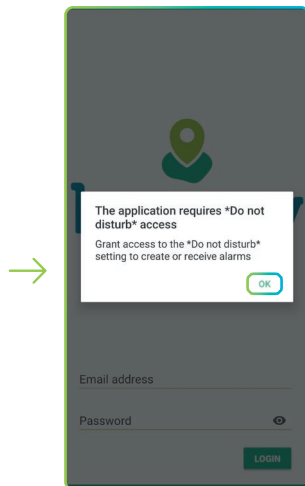 The application requires *Do not
disturb* access
Grant access to the *Do not disturb*
setting to create or receive alarms
OK
Email address
Password
LOGIN